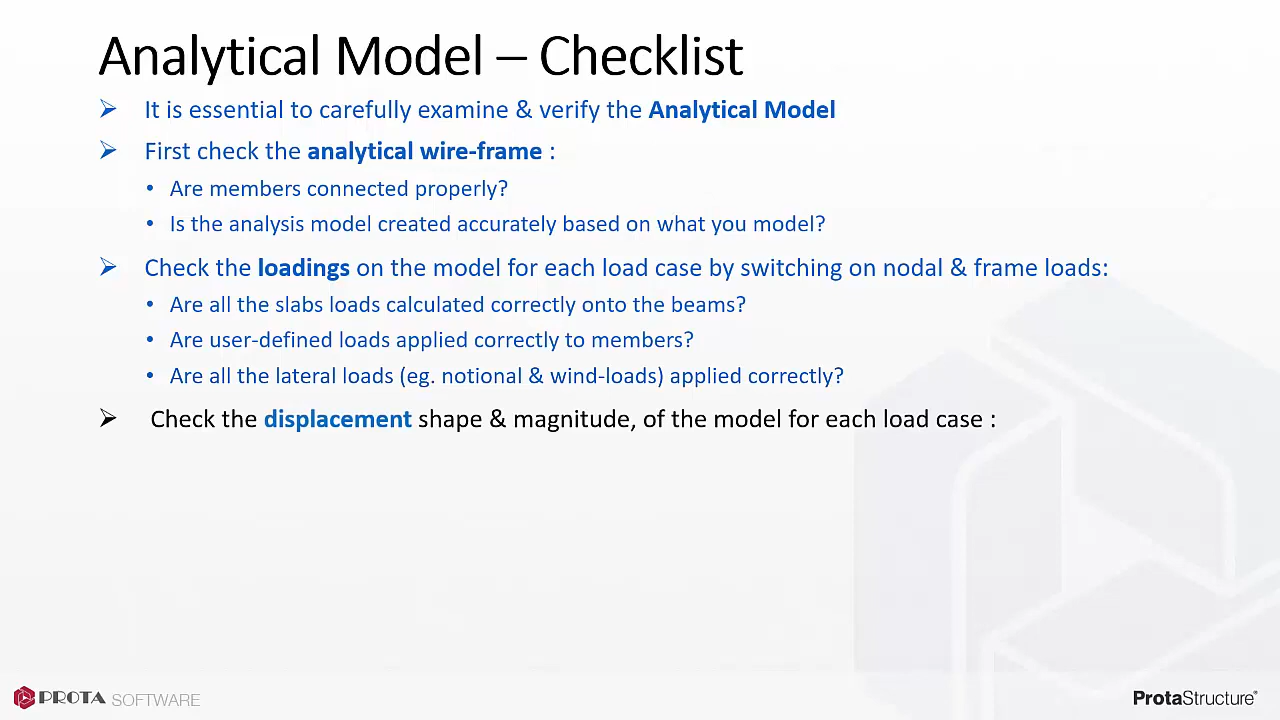 Analytical Model – Checklist
➢ It is essential to carefully examine & verify the Analytical Model
➢ First check the analytical wire-frame :
• Are members connected properly?
• Is the analysis model created accurately based on what you model?
➢ Check the loadings on the model for each load case by switching on nodal & frame loads:
• Are all the slabs loads calculated correctly onto the beams?
• Are user-defined loads applied correctly to members?
• Are all the lateral loads (eg. notional & wind-loads) applied correctly?
➢ Check the displacement shape & magnitude, of the model for each load case :
PROTA SOFTWARE
ProtaStructure®